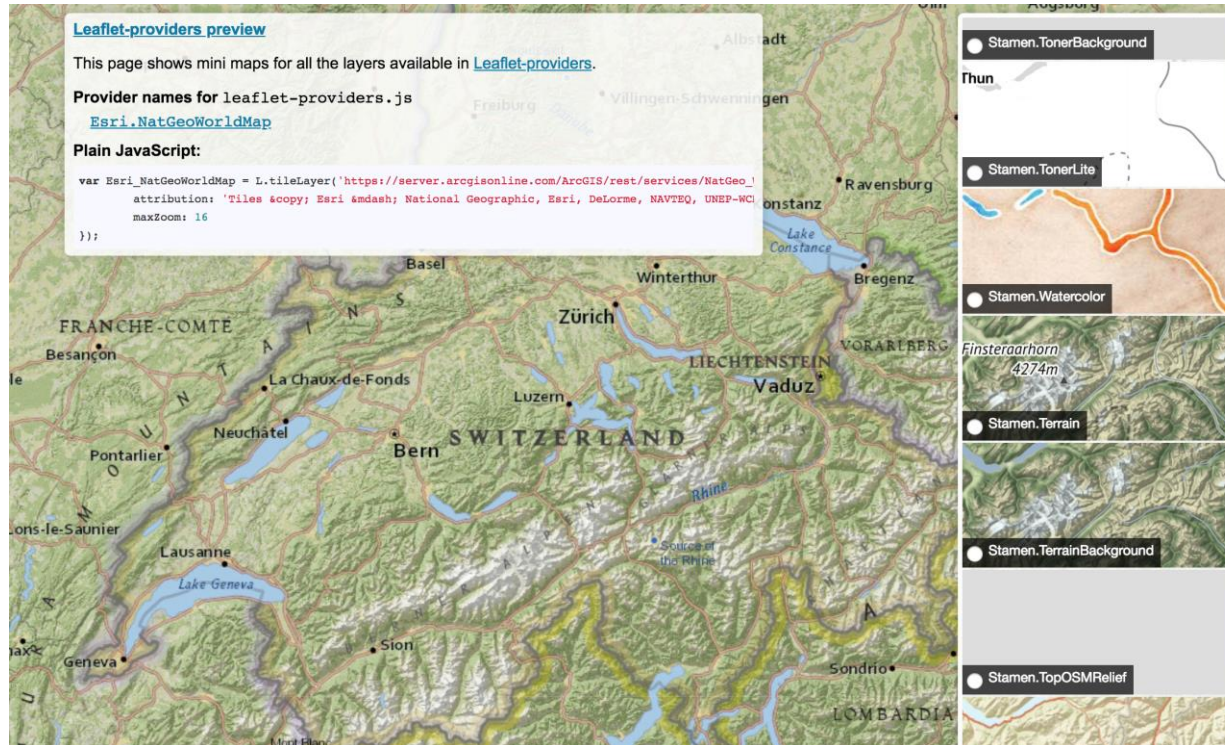 Leaflet-providers preview
This page shows mini maps for all the layers available in Leaflet-providers.
Provider names for leaflet-providers.js
Esri.NatGeoWorldMap
Plain JavaScript:
var Esri_NatGeoWorldMap = L.tileLayer('https://server.arcgisonline.com/ArcGIS/rest/services/NatGeo_
attribution: 'Tiles &copy; Esri &mdash; National Geographic, Esri, DeLorme, NAVTEQ, UNEP-WC
maxZoom: 16
});
Albstadt
Freiburg
Villingen-Schwenningen
Danube
Ravensburg
Konstanz
Lake
Constance
Bregenz
Basel
Winterthur
Zürich
FRANCHE-COMTE
Besançon
LIECHTENSTEIN
VORARLBERG
Vaduz
La Chaux-de-Fonds
Luzern
Neuchâtel
Pontarlier
Bern
SWITZERLAND
Rhine
Lons-le-Saunier
Source of
the Rhine
Lausanne
Lake Geneva
Geneva
Sion
Sondrio
LOMBARDIA
Mont Blanc
Stamen.TonerBackground
Thun
Stamen.TonerLite
Stamen.Watercolor
Finsteraarhorn
4274m
Stamen.Terrain
Stamen.TerrainBackground
Stamen.TopOSMRelief